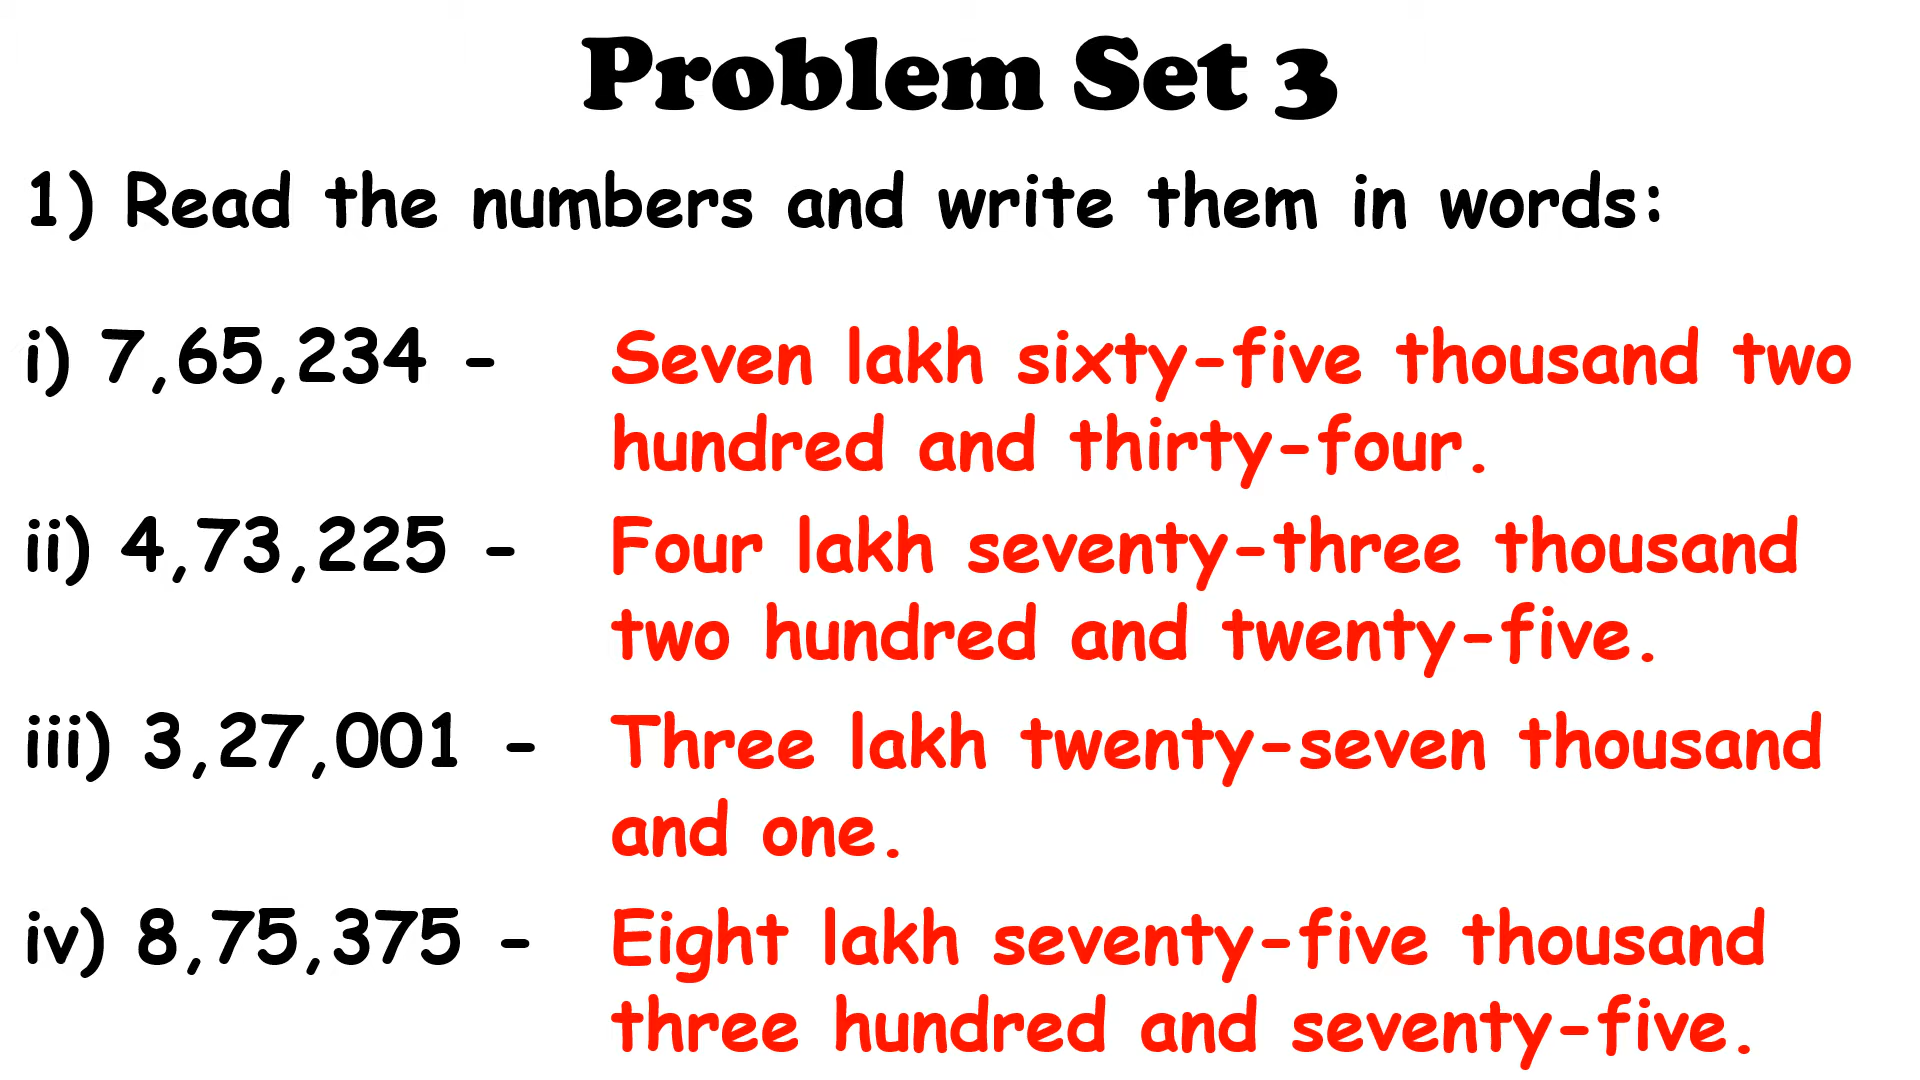 Problem Set 3
1) Read the numbers and write them in words:
i) 7,65,234 - Seven lakh sixty-five thousand two
hundred and thirty-four.
ii) 4,73,225 - Four lakh seventy-three thousand
two hundred and twenty-five.
iii) 3,27,001 - Three lakh twenty-seven thousand
and one.
iv) 8,75,375 - Eight lakh seventy-five thousand
three hundred and seventy-five.